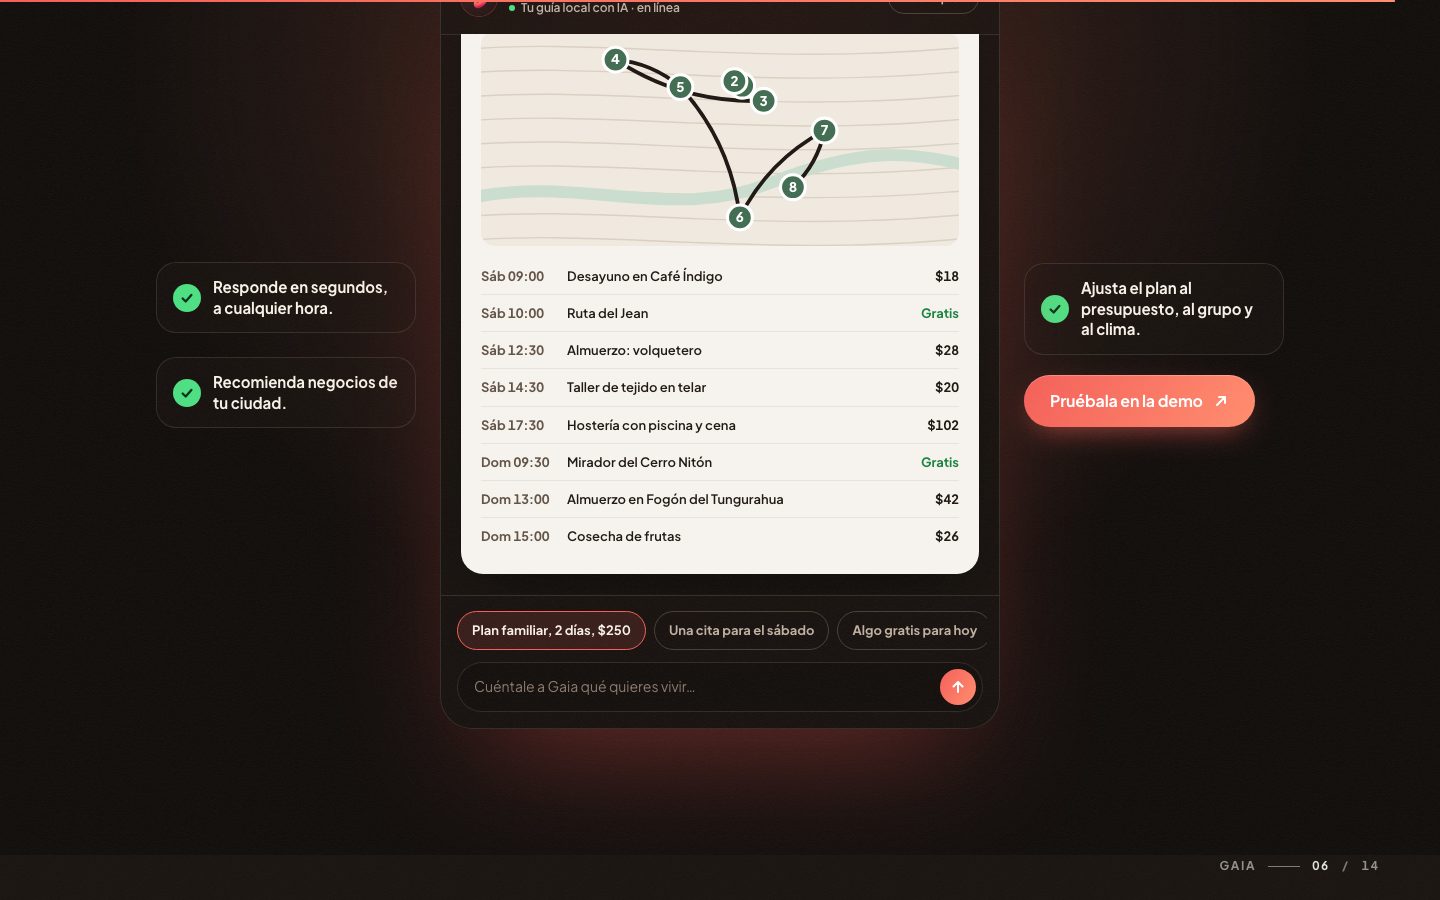 Tu guía local con IA · en línea
4
5
2
3
7
8
6
Responde en segundos,
a cualquier hora.
Recomienda negocios de
tu ciudad.
Sáb 09:00 Desayuno en Café Índigo $18
Sáb 10:00 Ruta del Jean Gratis
Sáb 12:30 Almuerzo: volquetero $28
Sáb 14:30 Taller de tejido en telar $20
Sáb 17:30 Hostería con piscina y cena $102
Dom 09:30 Mirador del Cerro Nitón Gratis
Dom 13:00 Almuerzo en Fogón del Tungurahua $42
Dom 15:00 Cosecha de frutas $26
Ajusta el plan al
presupuesto, al grupo y
al clima.
Pruébala en la demo
Plan familiar, 2 días, $250
Una cita para el sábado
Algo gratis para hoy
Cuéntale a Gaia qué quieres vivir...
GAIA 06 / 14